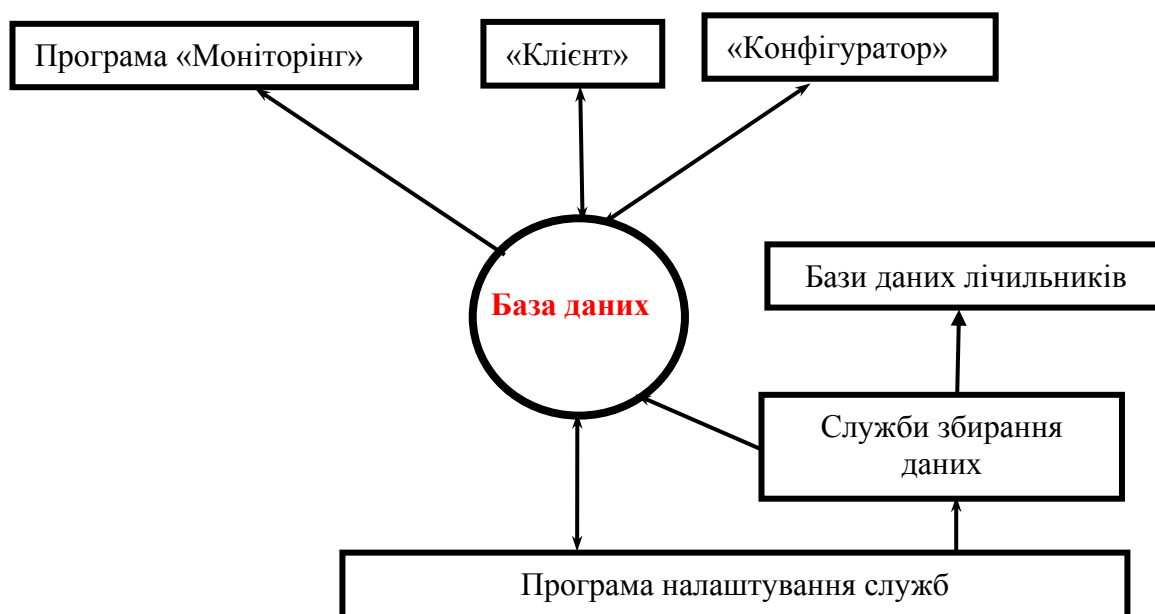 Програма «Моніторінг»
«Клієнт»
«Конфігуратор»
База даних
Бази даних лічильників
Служби збирання
даних
Програма налаштування служб